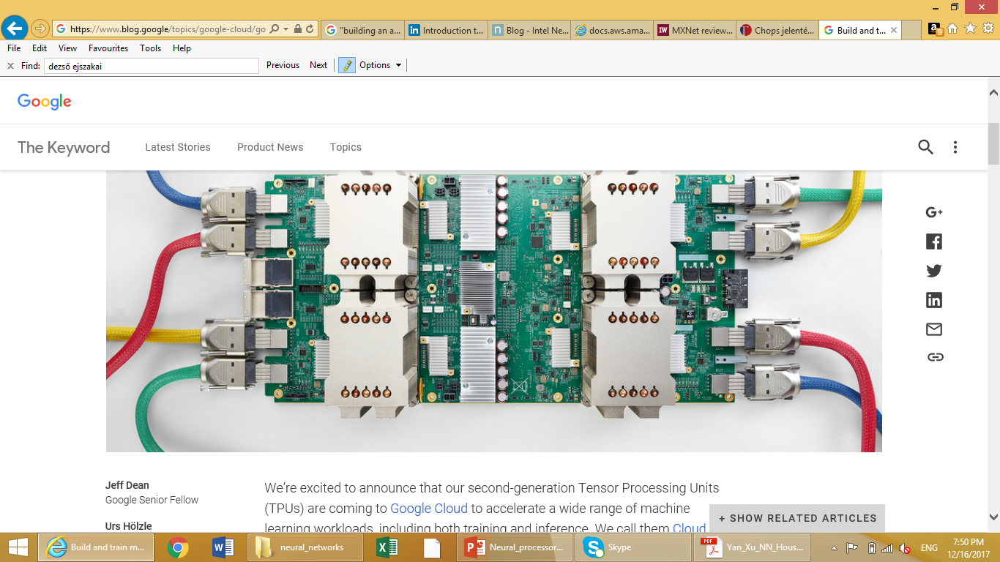 https://www.blog.google/topics/google-cloud/go
"building an a...
Introduction t...
Blog - Intel Ne...
docs.aws.ama...
MXNet review...
Chops jelenté...
Build and t...
9
File Edit View Favourites Tools Help
Find: dezső ejszakai Previous Next Options
Google
The Keyword Latest Stories Product News Topics
G+
Jeff Dean
Google Senior Fellow
Urs Hölzle
We're excited to announce that our second-generation Tensor Processing Units
(TPUs) are coming to Google Cloud to accelerate a wide range of machine
learning workloads, including both training and inference. We call them Cloud
+ SHOW RELATED ARTICLES
Build and train m...
neural_networks
Neural_processor...
Skype
PDF
Yan_Xu_NN_Hous...
ENG
7:50 PM
12/16/2017